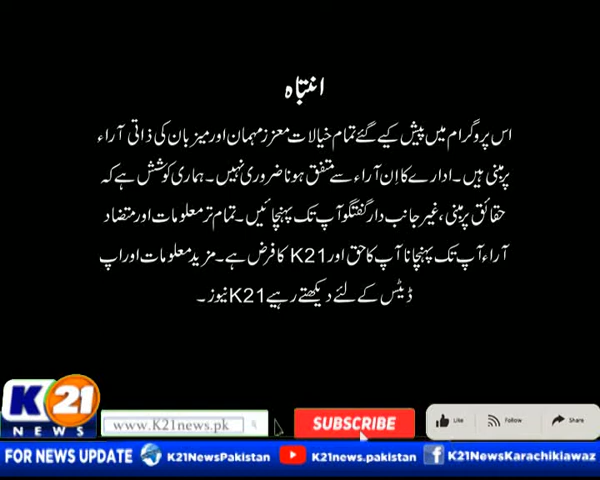 انتباہ
اس پروگرام میں پیش کیے گئے تمام خیالات معزز مہمان اور میزبان کی ذاتی آراء
پر مبنی ہیں۔ ادارے کا اِن آراء سے متفق ہونا ضروری نہیں۔ ہماری کوشش ہے کہ
حقائق پر مبنی، غیر جانب دار گفتگو آپ تک پہنچائیں۔ تمام تر معلومات اور متضاد
آراء آپ تک پہنچانا آپ کا حق اور K21 کا فرض ہے۔ مزید معلومات اور اپ
ڈیٹس کے لئے دیکھتے رہیے K21 نیوز۔
K21
NEWS
www.K21news.pk
SUBSCRIBE
Like
Follow
Share
FOR NEWS UPDATE K21NewsPakistan K21news.pakistan K21NewsKarachikiawaz